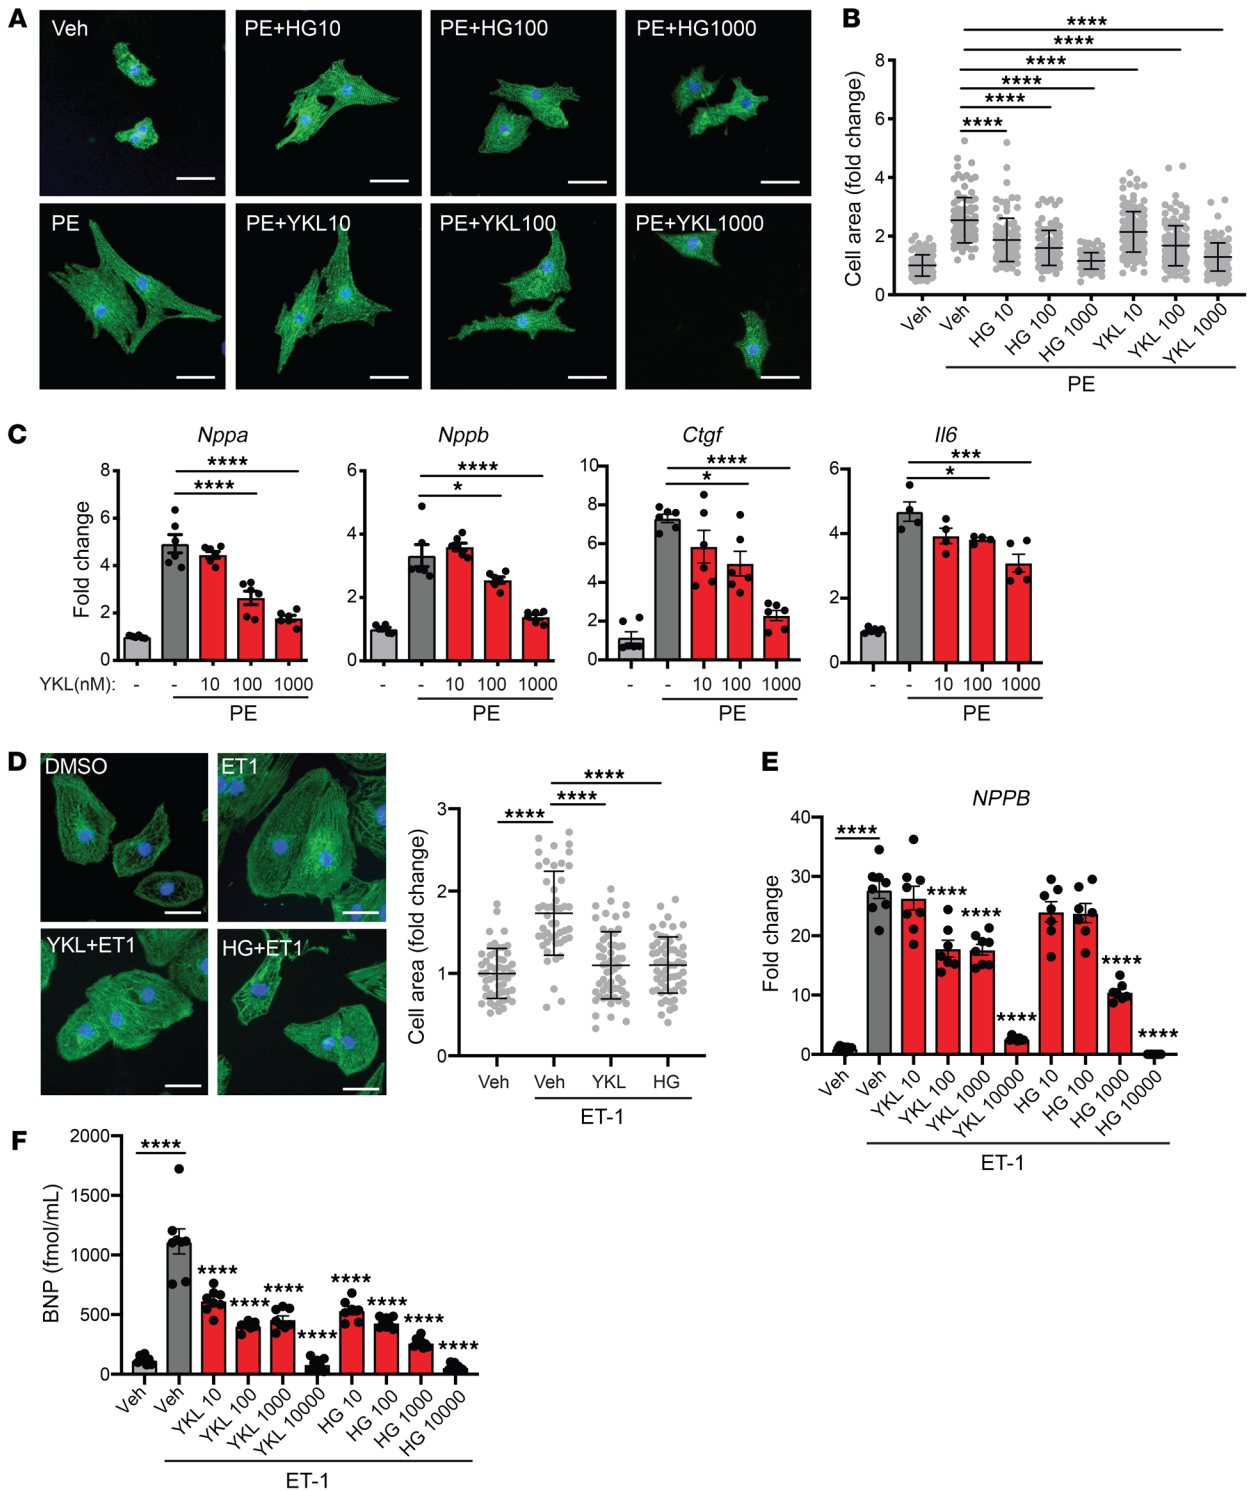 A
Veh
PE+HG10
PE+HG100
PE+HG1000
PE
PE+YKL10
PE+YKL100
PE+YKL1000
B
****
****
****
****
****
****
Cell area (fold change)
8
6
4
2
0
Veh
Veh
HG 10
HG 100
HG 1000
YKL 10
YKL 100
YKL 1000
PE
C
Nppa
Nppb
Ctgf
Il6
Fold change
8
6
4
2
0
****
****
6
4
2
0
****
*
10
8
6
4
2
0
****
*
6
4
2
0
***
*
YKL(nM): - - 10 100 1000 - - 10 100 1000 - - 10 100 1000 - - 10 100 1000
PE PE PE PE
D
DMSO
ET1
YKL+ET1
HG+ET1
****
****
****
Cell area (fold change)
3
2
1
0
Veh Veh YKL HG
ET-1
E
NPPB
Fold change
40
30
20
10
0
****
****
****
****
****
****
Veh
Veh
YKL 10
YKL 100
YKL 1000
YKL 10000
HG 10
HG 100
HG 1000
HG 10000
ET-1
F
BNP (fmol/mL)
2000
1500
1000
500
0
****
****
****
****
****
****
****
****
****
Veh
Veh
YKL 10
YKL 100
YKL 1000
YKL 10000
HG 10
HG 100
HG 1000
HG 10000
ET-1